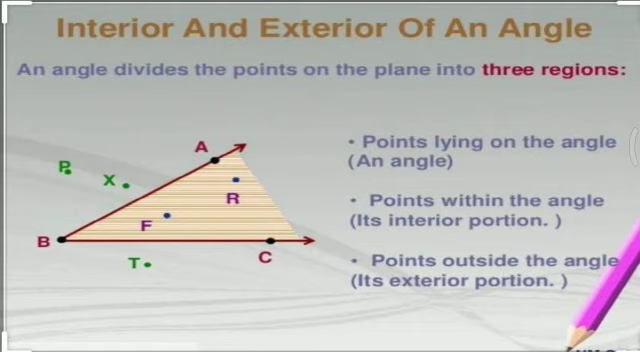 Interior And Exterior Of An Angle
An angle divides the points on the plane into three regions:
A
P
X
R
F
B
T
C
• Points lying on the angle
(An angle)
• Points within the angle
(Its interior portion. )
• Points outside the angle
(Its exterior portion. )